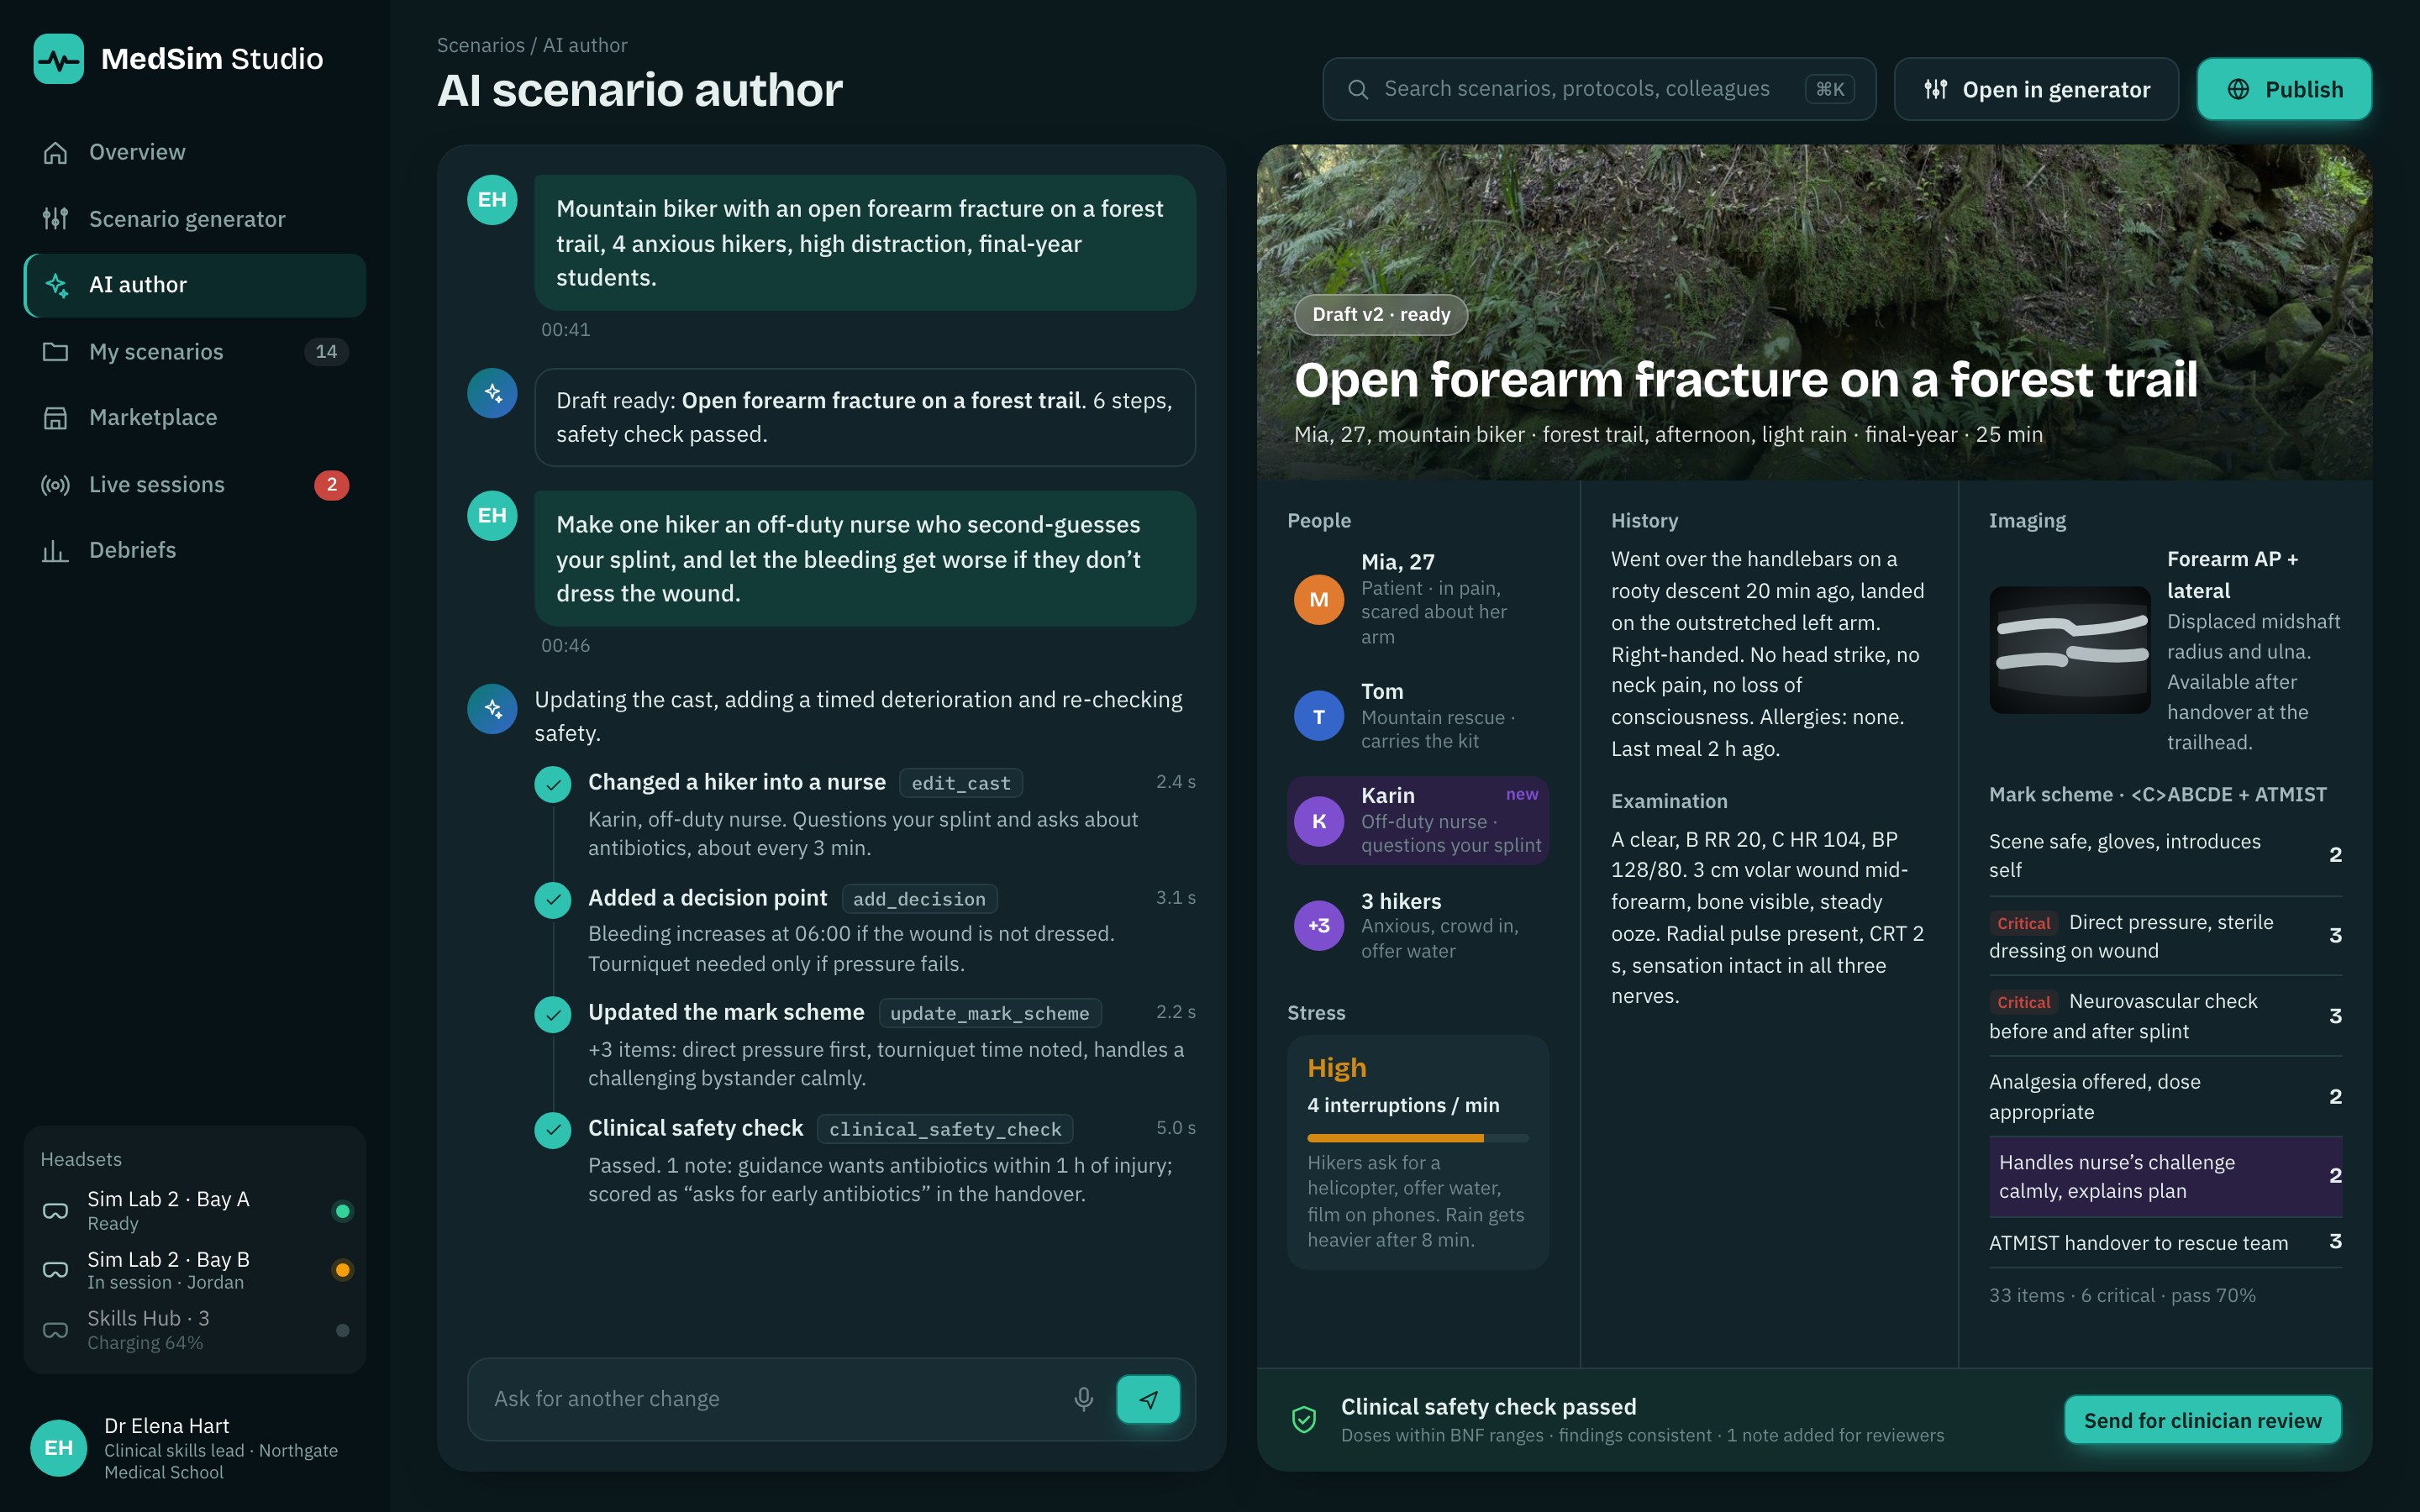 MedSim Studio
Overview
Scenario generator
AI author
My scenarios 14
Marketplace
Live sessions 2
Debriefs
Headsets
Sim Lab 2 · Bay A
Ready
Sim Lab 2 · Bay B
In session · Jordan
Skills Hub · 3
Charging 64%
EH
Dr Elena Hart
Clinical skills lead · Northgate
Medical School
Scenarios / AI author
AI scenario author
Search scenarios, protocols, colleagues ⌘K
Open in generator
Publish
EH
Mountain biker with an open forearm fracture on a forest
trail, 4 anxious hikers, high distraction, final-year
students.
00:41
Draft ready: Open forearm fracture on a forest trail. 6 steps,
safety check passed.
EH
Make one hiker an off-duty nurse who second-guesses
your splint, and let the bleeding get worse if they don’t
dress the wound.
00:46
Updating the cast, adding a timed deterioration and re-checking
safety.
Changed a hiker into a nurse edit_cast 2.4 s
Karin, off-duty nurse. Questions your splint and asks about
antibiotics, about every 3 min.
Added a decision point add_decision 3.1 s
Bleeding increases at 06:00 if the wound is not dressed.
Tourniquet needed only if pressure fails.
Updated the mark scheme update_mark_scheme 2.2 s
+3 items: direct pressure first, tourniquet time noted, handles a
challenging bystander calmly.
Clinical safety check clinical_safety_check 5.0 s
Passed. 1 note: guidance wants antibiotics within 1 h of injury;
scored as “asks for early antibiotics” in the handover.
Ask for another change
Draft v2 · ready
Open forearm fracture on a forest trail
Mia, 27, mountain biker · forest trail, afternoon, light rain · final-year · 25 min
People
M
Mia, 27
Patient · in pain,
scared about her
arm
T
Tom
Mountain rescue ·
carries the kit
K
Karin new
Off-duty nurse ·
questions your splint
+3
3 hikers
Anxious, crowd in,
offer water
Stress
High
4 interruptions / min
Hikers ask for a
helicopter, offer water,
film on phones. Rain gets
heavier after 8 min.
History
Went over the handlebars on a
rooty descent 20 min ago, landed
on the outstretched left arm.
Right-handed. No head strike, no
neck pain, no loss of
consciousness. Allergies: none.
Last meal 2 h ago.
Examination
A clear, B RR 20, C HR 104, BP
128/80. 3 cm volar wound mid-
forearm, bone visible, steady
ooze. Radial pulse present, CRT 2
s, sensation intact in all three
nerves.
Imaging
Forearm AP +
lateral
Displaced midshaft
radius and ulna.
Available after
handover at the
trailhead.
Mark scheme · <C>ABCDE + ATMIST
Scene safe, gloves, introduces
self 2
Critical Direct pressure, sterile
dressing on wound 3
Critical Neurovascular check
before and after splint 3
Analgesia offered, dose
appropriate 2
Handles nurse’s challenge
calmly, explains plan 2
ATMIST handover to rescue team 3
33 items · 6 critical · pass 70%
Clinical safety check passed
Doses within BNF ranges · findings consistent · 1 note added for reviewers
Send for clinician review